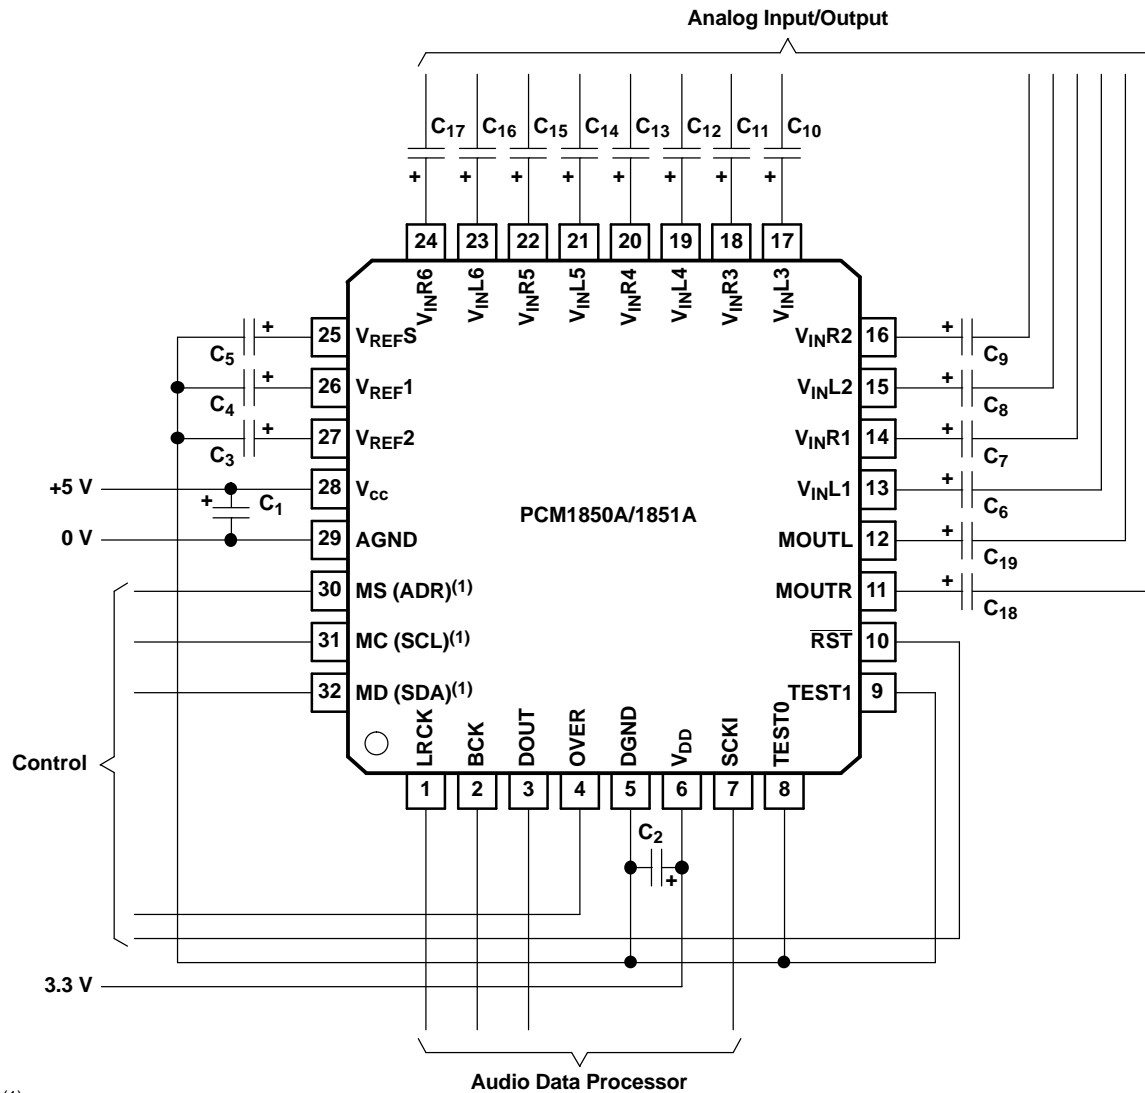 Analog Input/Output
C17 C16 C15 C14 C13 C12 C11 C10
+ + + + + + + +
24 23 22 21 20 19 18 17
VINR6 VINL6 VINR5 VINL5 VINR4 VINL4 VINR3 VINL3
C5 + 25 VREFS
C4 + 26 VREF1
C3 + 27 VREF2
+5 V + C1 28 Vcc
0 V 29 AGND
30 MS (ADR)(1)
31 MC (SCL)(1)
32 MD (SDA)(1)
PCM1850A/1851A
VINR2 16 + C9
VINL2 15 + C8
VINR1 14 + C7
VINL1 13 + C6
MOUTL 12 + C19
MOUTR 11 + C18
RST 10
TEST1 9
LRCK BCK DOUT OVER DGND VDD SCKI TEST0
1 2 3 4 5 6 7 8
Control
C2
+
3.3 V
Audio Data Processor
(1)